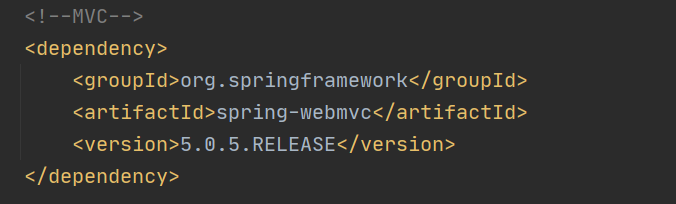 <!--MVC-->
<dependency>
    <groupId>org.springframework</groupId>
    <artifactId>spring-webmvc</artifactId>
    <version>5.0.5.RELEASE</version>
</dependency>